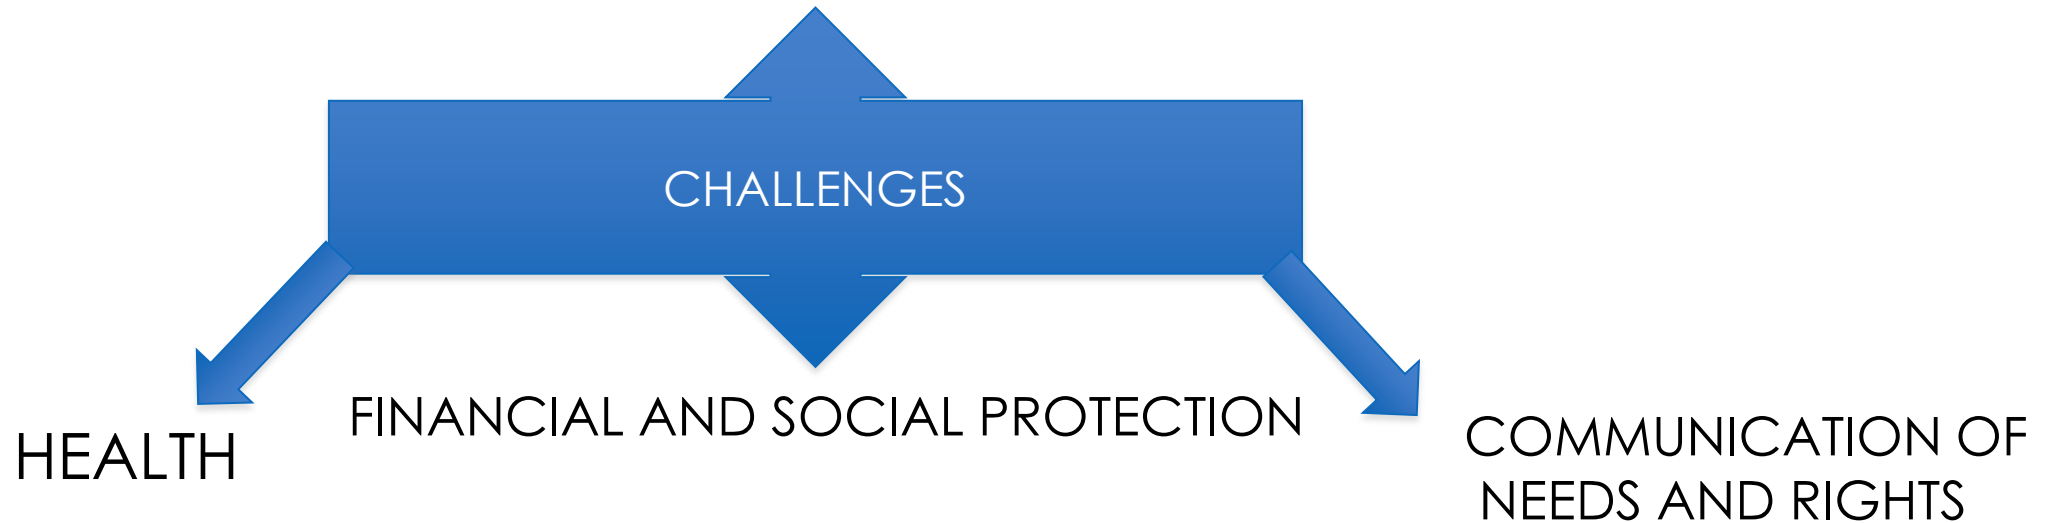 CHALLENGES
HEALTH
FINANCIAL AND SOCIAL PROTECTION
COMMUNICATION OF
NEEDS AND RIGHTS